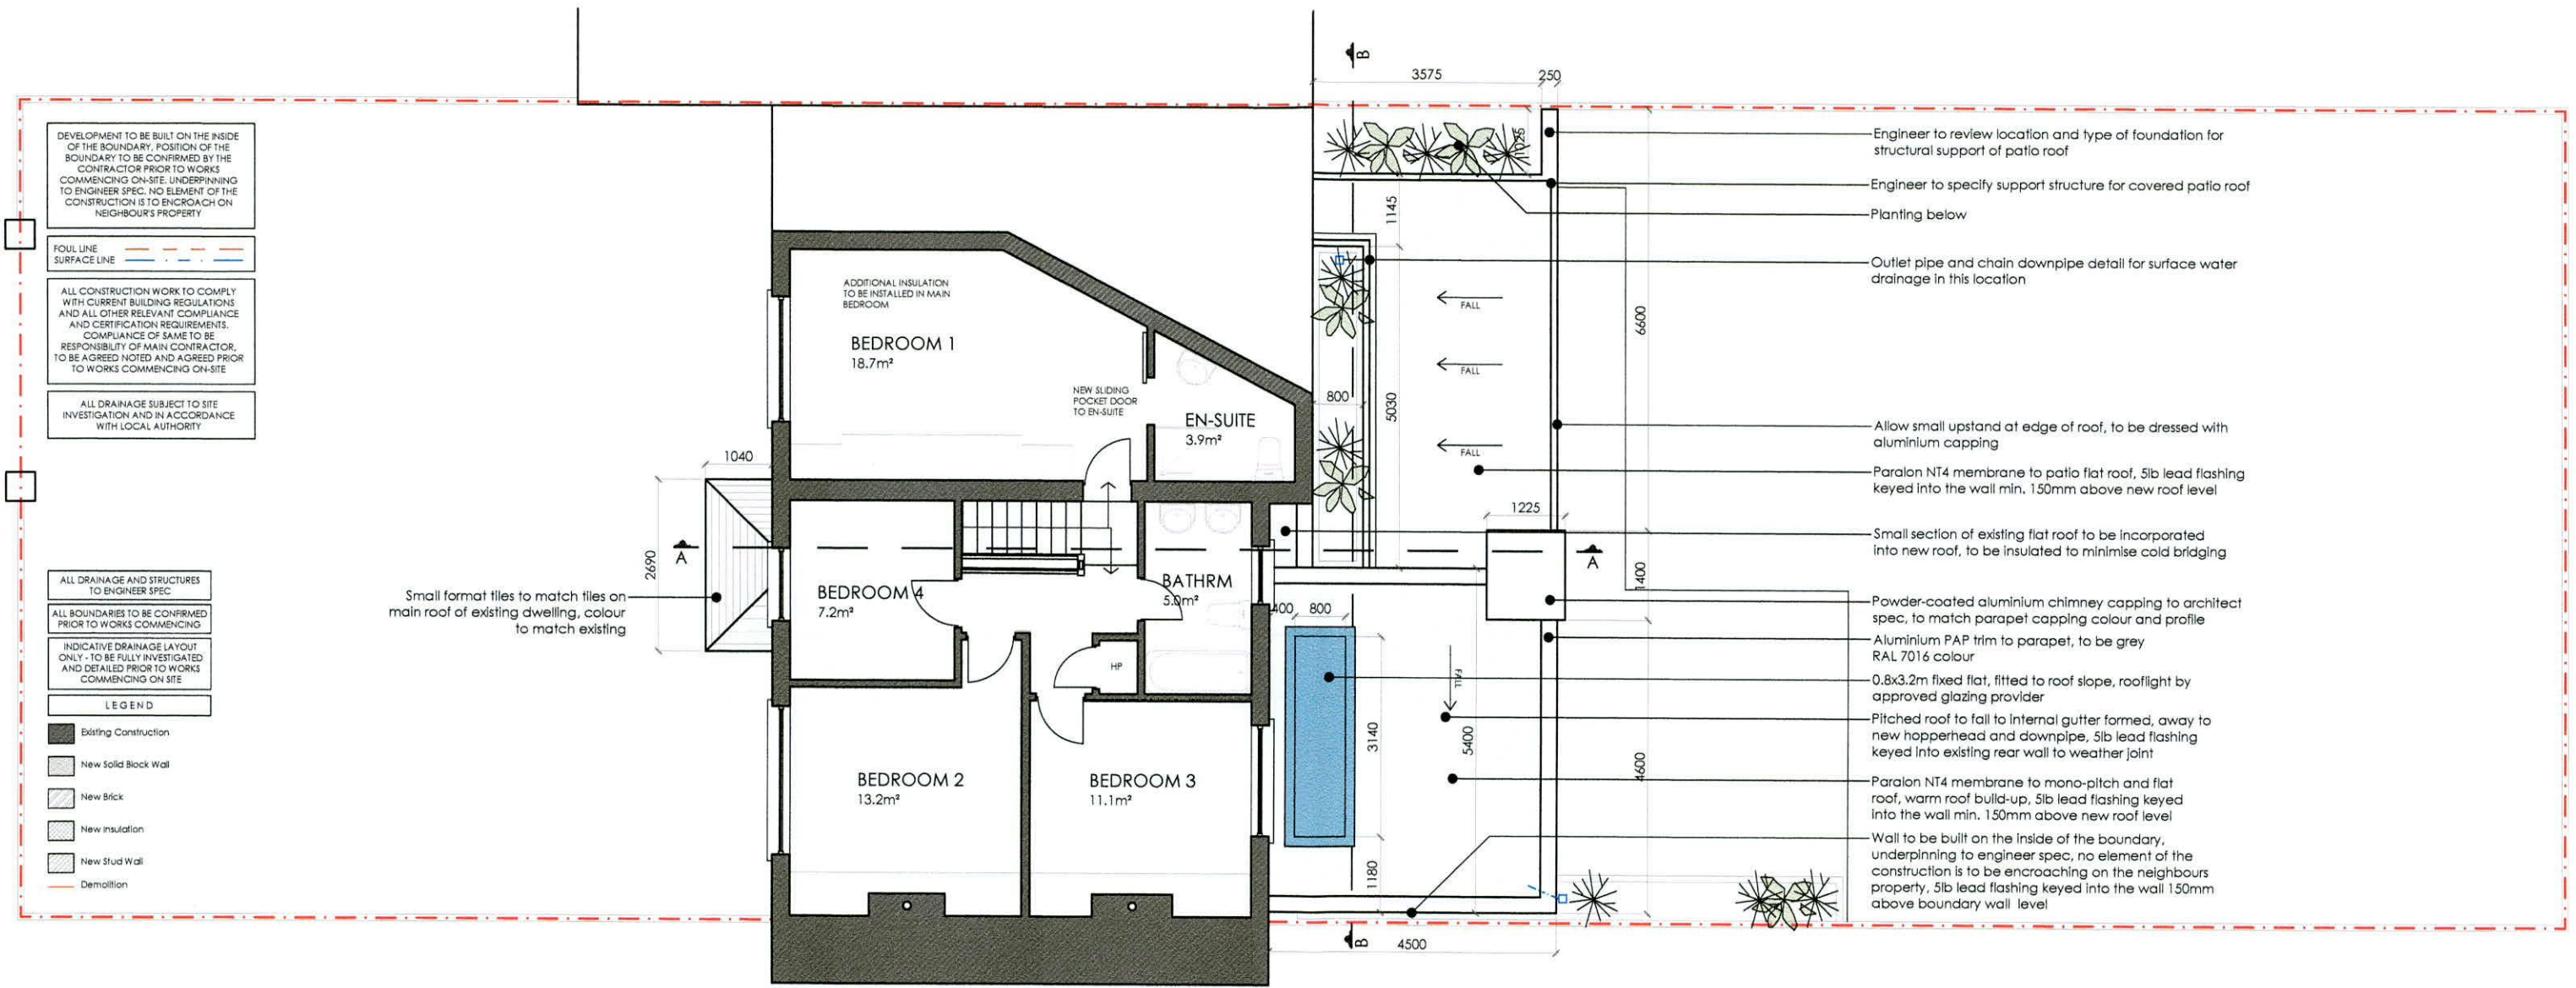 DEVELOPMENT TO BE BUILT ON THE INSIDE
OF THE BOUNDARY, POSITION OF THE
BOUNDARY TO BE CONFIRMED BY THE
CONTRACTOR PRIOR TO WORKS
COMMENCING ON-SITE. UNDERPINNING
TO ENGINEER SPEC. NO ELEMENT OF THE
CONSTRUCTION IS TO ENCROACH ON
NEIGHBOUR'S PROPERTY
FOUL LINE
SURFACE LINE
ALL CONSTRUCTION WORK TO COMPLY
WITH CURRENT BUILDING REGULATIONS
AND ALL OTHER RELEVANT COMPLIANCE
AND CERTIFICATION REQUIREMENTS.
COMPLIANCE OF SAME TO BE
RESPONSIBILITY OF MAIN CONTRACTOR,
TO BE AGREED NOTED AND AGREED PRIOR
TO WORKS COMMENCING ON-SITE
ALL DRAINAGE SUBJECT TO SITE
INVESTIGATION AND IN ACCORDANCE
WITH LOCAL AUTHORITY
ALL DRAINAGE AND STRUCTURES
TO ENGINEER SPEC
ALL BOUNDARIES TO BE CONFIRMED
PRIOR TO WORKS COMMENCING
INDICATIVE DRAINAGE LAYOUT
ONLY - TO BE FULLY INVESTIGATED
AND DETAILED PRIOR TO WORKS
COMMENCING ON SITE
LEGEND
Existing Construction
New Solid Block Wall
New Brick
New Insulation
New Stud Wall
Demolition
Small format tiles to match tiles on
main roof of existing dwelling, colour
to match existing
1040
2690
A
ADDITIONAL INSULATION
TO BE INSTALLED IN MAIN
BEDROOM
BEDROOM 1
18.7m²
NEW SLIDING
POCKET DOOR
TO EN-SUITE
EN-SUITE
3.9m²
BEDROOM 4
7.2m²
BATHRM
5.0m²
HP
BEDROOM 2
13.2m²
BEDROOM 3
11.1m²
B
3575
250
1025
1145
5030
800
FALL
FALL
FALL
6600
1225
A
1400
400
800
FALL
3140
5400
4600
1180
B
4500
Engineer to review location and type of foundation for
structural support of patio roof
Engineer to specify support structure for covered patio roof
Planting below
Outlet pipe and chain downpipe detail for surface water
drainage in this location
Allow small upstand at edge of roof, to be dressed with
aluminium capping
Paralon NT4 membrane to patio flat roof, 5lb lead flashing
keyed into the wall min. 150mm above new roof level
Small section of existing flat roof to be incorporated
into new roof, to be insulated to minimise cold bridging
Powder-coated aluminium chimney capping to architect
spec, to match parapet capping colour and profile
Aluminium PAP trim to parapet, to be grey
RAL 7016 colour
0.8x3.2m fixed flat, fitted to roof slope, rooflight by
approved glazing provider
Pitched roof to fall to internal gutter formed, away to
new hopperhead and downpipe, 5lb lead flashing
keyed into existing rear wall to weather joint
Paralon NT4 membrane to mono-pitch and flat
roof, warm roof build-up, 5lb lead flashing keyed
into the wall min. 150mm above new roof level
Wall to be built on the inside of the boundary,
underpinning to engineer spec, no element of the
construction is to be encroaching on the neighbours
property, 5lb lead flashing keyed into the wall 150mm
above boundary wall level